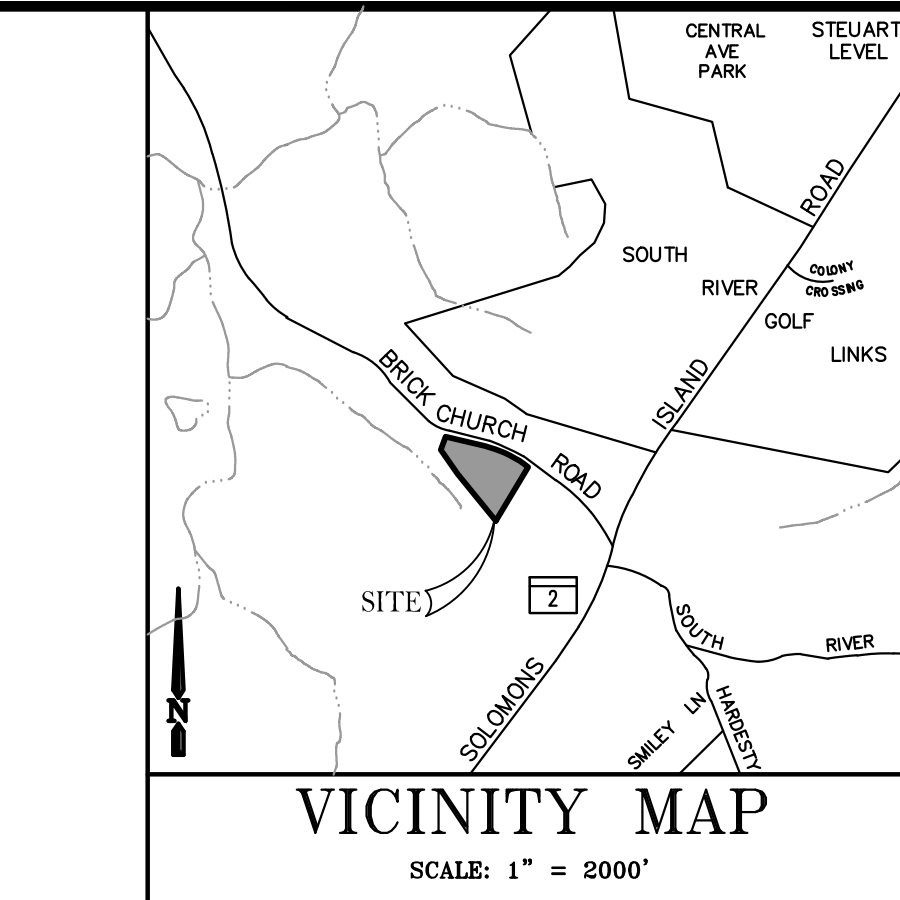 CENTRAL
AVE
PARK
STEUART
LEVEL
ROAD
SOUTH
RIVER
COLONY
CROSSING
GOLF
LINKS
ISLAND
BRICK CHURCH
ROAD
SITE
2
SOUTH
RIVER
SOLOMONS
SMILEY LN
HARDESTY
N
VICINITY MAP
SCALE: 1" = 2000'